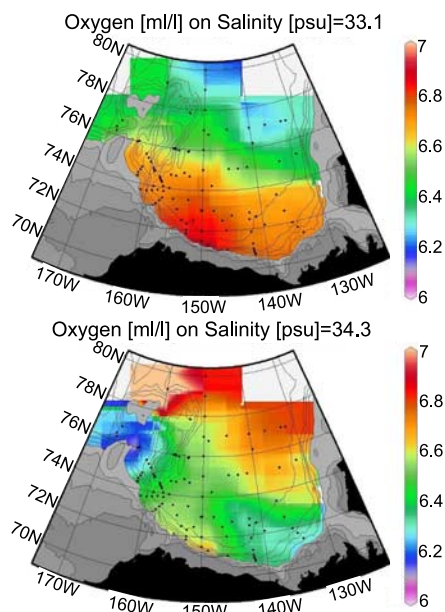 Oxygen [ml/l] on Salinity [psu]=33.1
80N
78N
76N
74N
72N
70N
170W
160W
150W
140W
130W
7
6.8
6.6
6.4
6.2
6
Oxygen [ml/l] on Salinity [psu]=34.3
80N
78N
76N
74N
72N
70N
170W
160W
150W
140W
130W
7
6.8
6.6
6.4
6.2
6